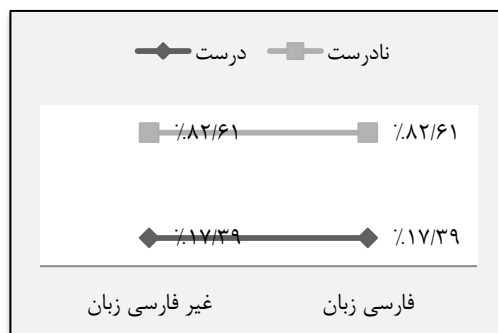 درست نادرست
٪۸۲/۶۱ ٪۸۲/۶۱
٪۱۷/۳۹ ٪۱۷/۳۹
فارسی زبان غیر فارسی زبان